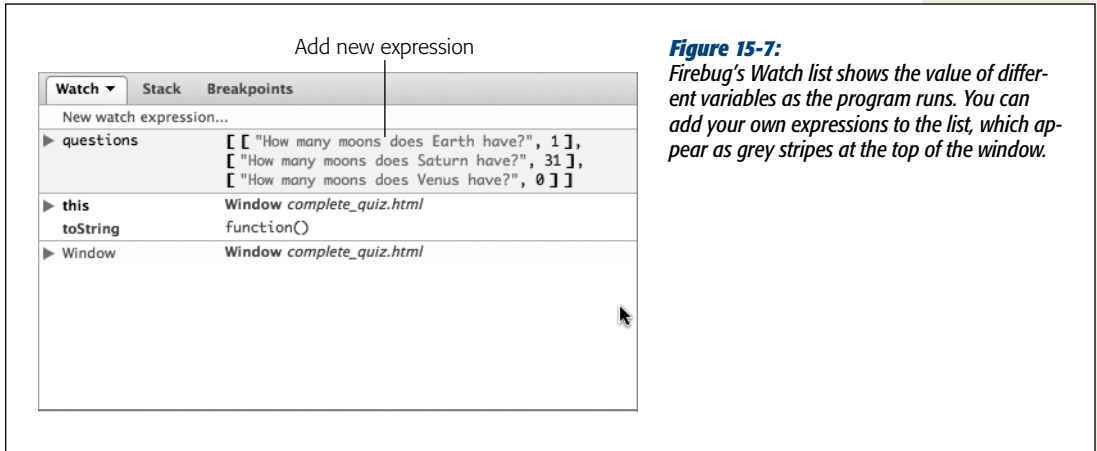 Add new expression
Watch ▼ Stack Breakpoints
New watch expression...
questions [ [ "How many moons does Earth have?", 1 ],
[ "How many moons does Saturn have?", 31 ],
[ "How many moons does Venus have?", 0 ] ]
this Window complete_quiz.html
toString function()
Window Window complete_quiz.html
Figure 15-7:
Firebug's Watch list shows the value of differ-
ent variables as the program runs. You can
add your own expressions to the list, which ap-
pear as grey stripes at the top of the window.